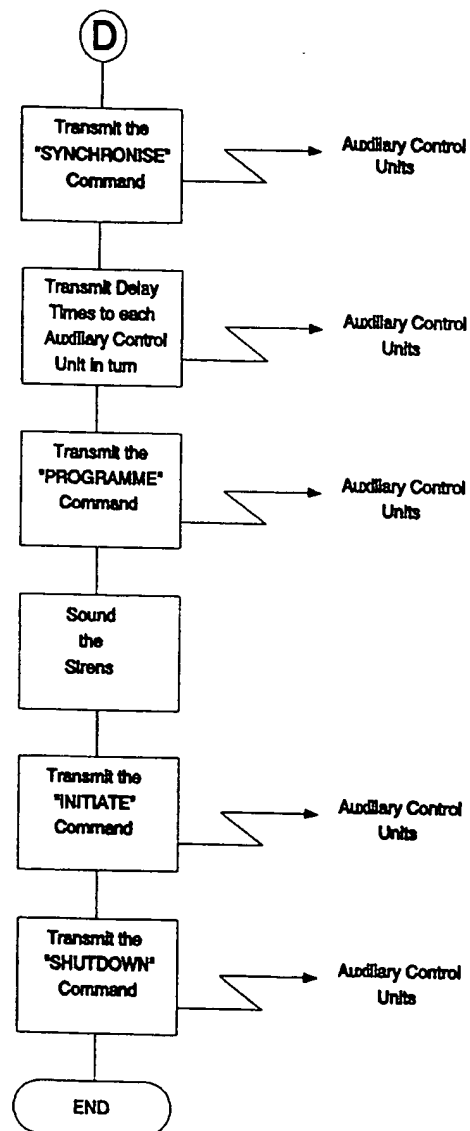 D
Transmit the
"SYNCHRONISE"
Command
Auxiliary Control
Units
Transmit Delay
Times to each
Auxiliary Control
Unit in turn
Auxiliary Control
Units
Transmit the
"PROGRAMME"
Command
Auxiliary Control
Units
Sound
the
Sirens
Transmit the
"INITIATE"
Command
Auxiliary Control
Units
Transmit the
"SHUTDOWN"
Command
Auxiliary Control
Units
END